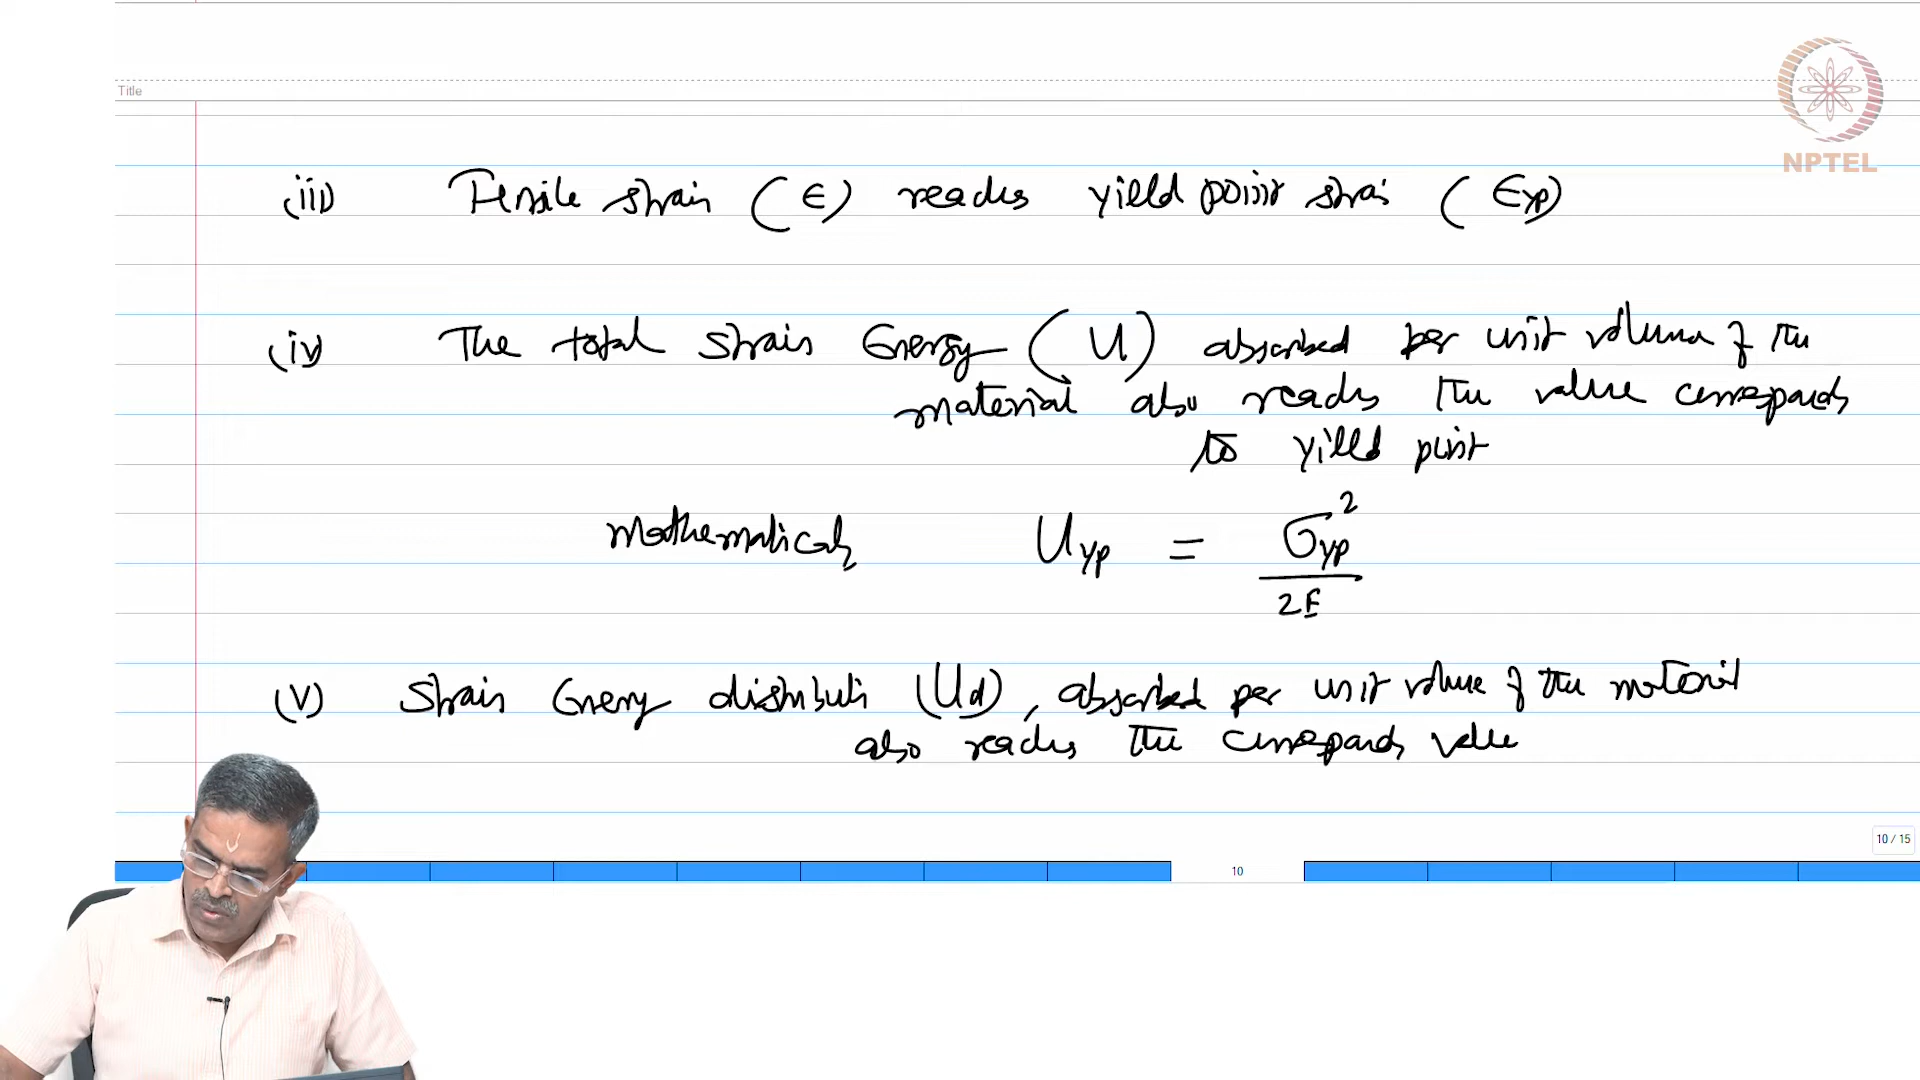 Title
NPTEL
(iii) Tensile strain (ϵ) reaches yield point strain (ϵyp)
(iv) The total strain Energy (U) absorbed per unit volume of the
material also reaches the value corresponds
to yield point
Mathematically Uyp = σyp² / 2E
(v) Strain Energy distribution (Ud), absorbed per unit volume of the material
also reaches the corresponds value
10 / 15
10